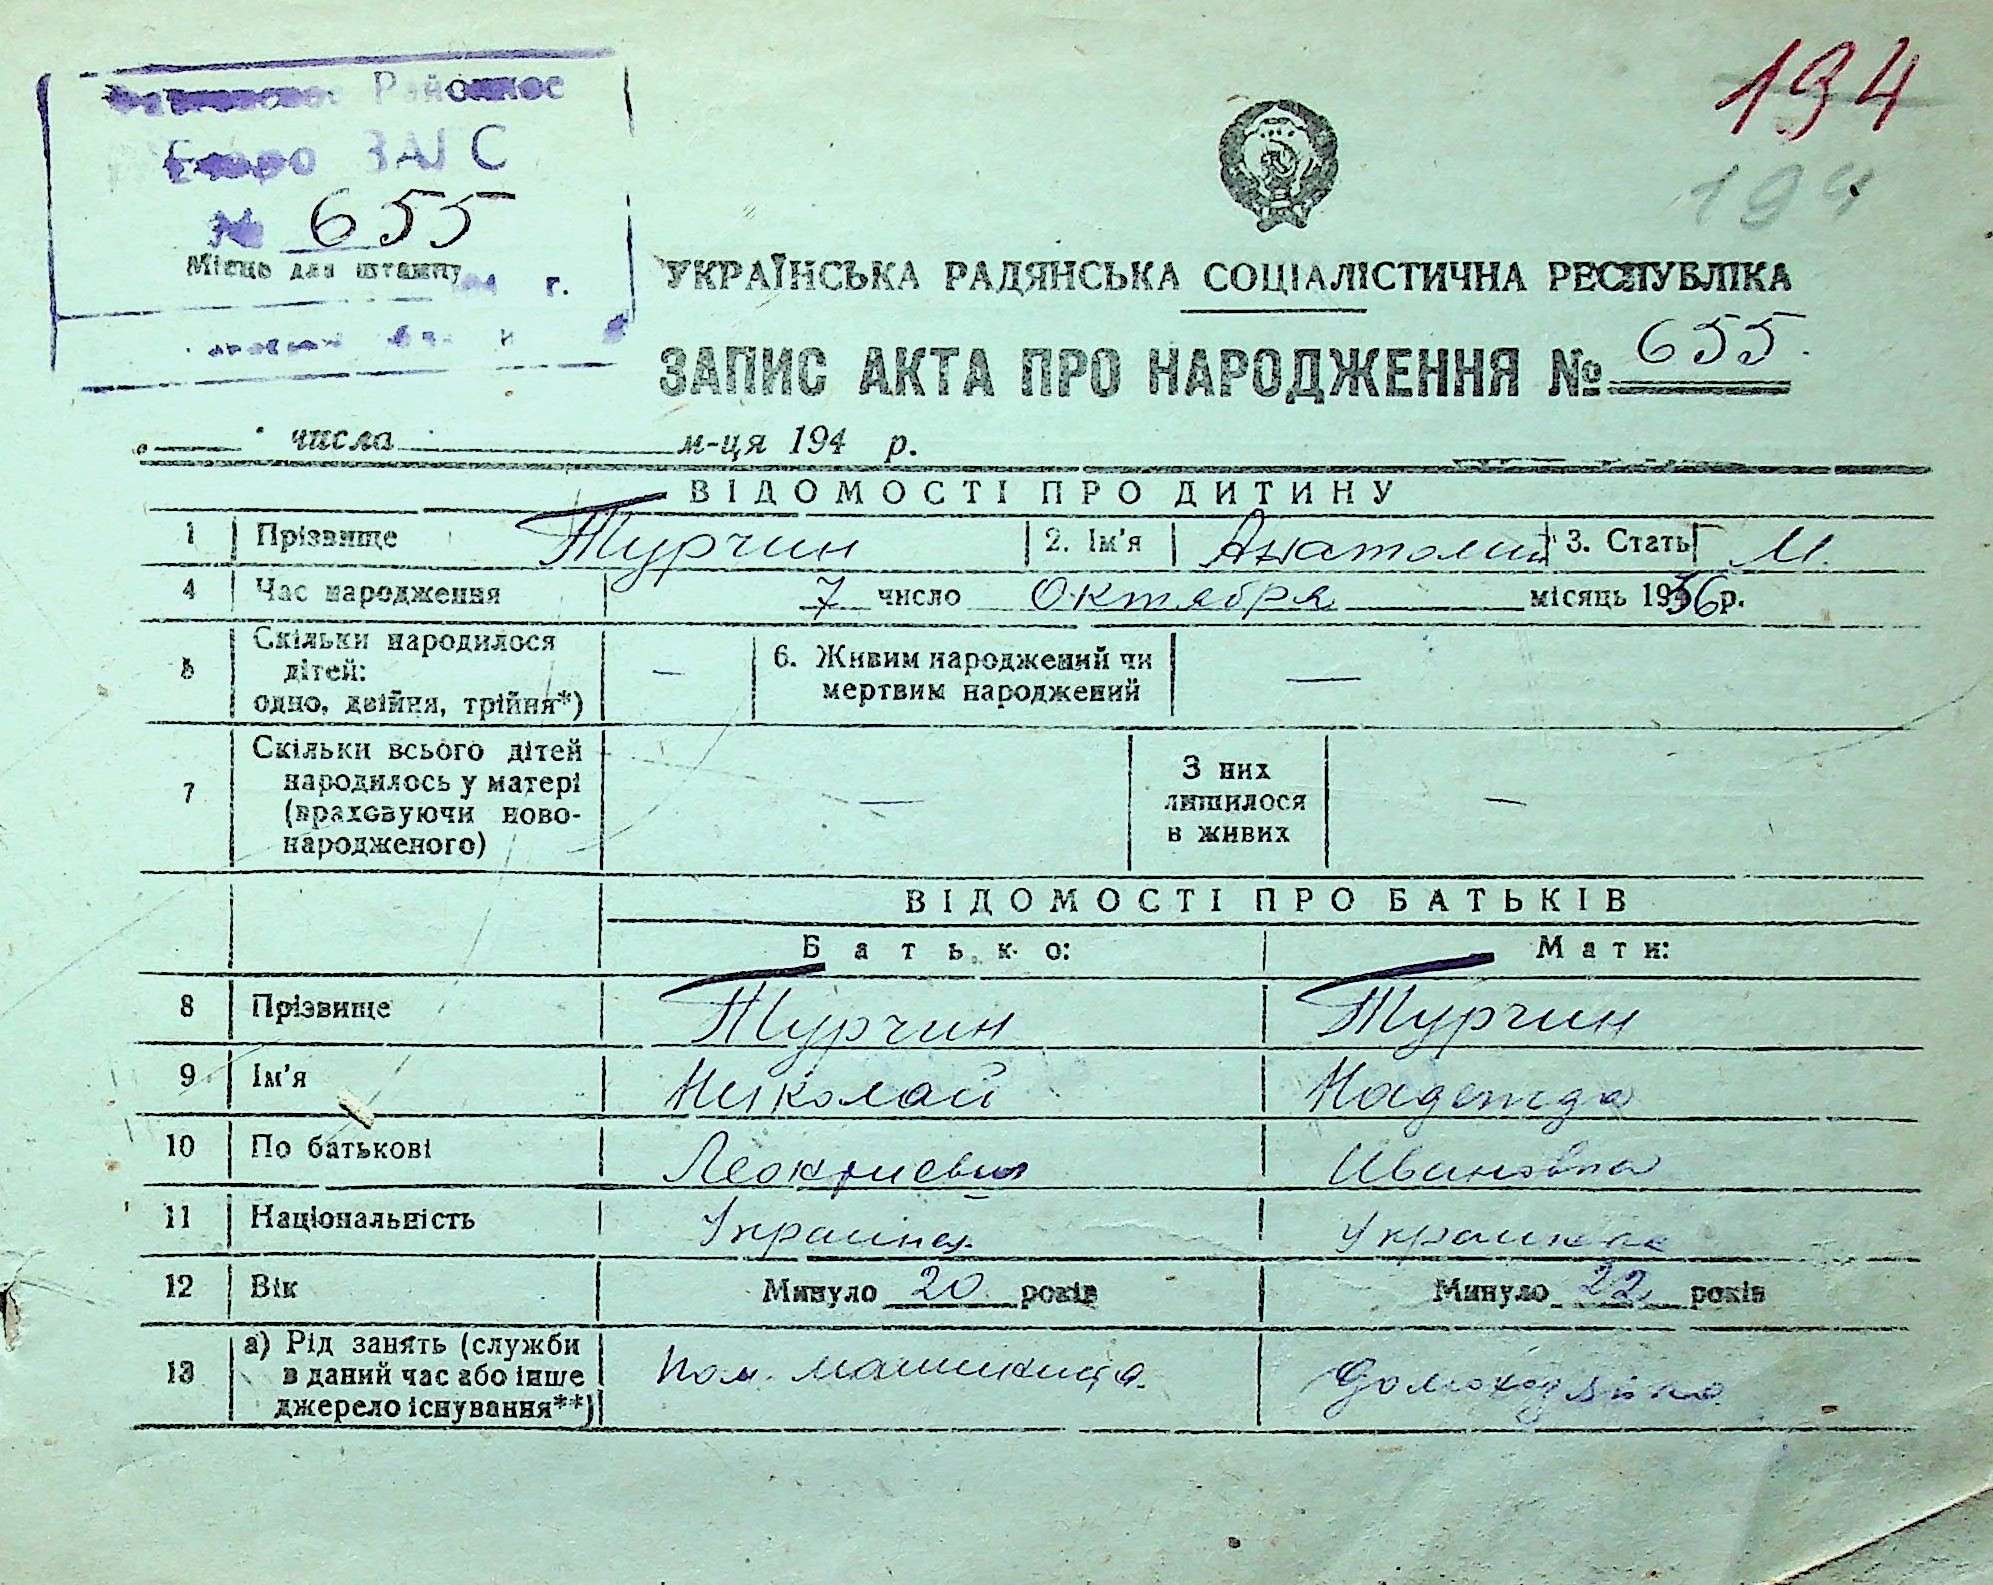 194
Районное
Бюро ЗАГС
194
№ 655
Місце для штампу г.
УКРАЇНСЬКА РАДЯНСЬКА СОЦІАЛІСТИЧНА РЕСПУБЛІКА
ЗАПИС АКТА ПРО НАРОДЖЕННЯ № 655.
числа м-ця 194 р.
ВІДОМОСТІ ПРО ДИТИНУ
1 Прізвище Турчин 2. Ім'я Анатолий 3. Стать М.
4 Час народження 7 число Октября місяць 1936 р.
5 Скільки народилося дітей: одно, двійня, трійня*) — 6. Живим народжений чи мертвим народжений —
7 Скільки всього дітей народилось у матері (враховуючи новонародженого) — З них лишилося в живих —
ВІДОМОСТІ ПРО БАТЬКІВ
Батько: Мати:
8 Прізвище Турчин Турчин
9 Ім'я Николай Надежда
10 По батькові Ивановна
11 Національність Украинка
12 Вік Минуло 20 років Минуло 22 років
13 а) Рід занять (служби в даний час або інше джерело існування**) Пом. машиниста. Домохозяйка